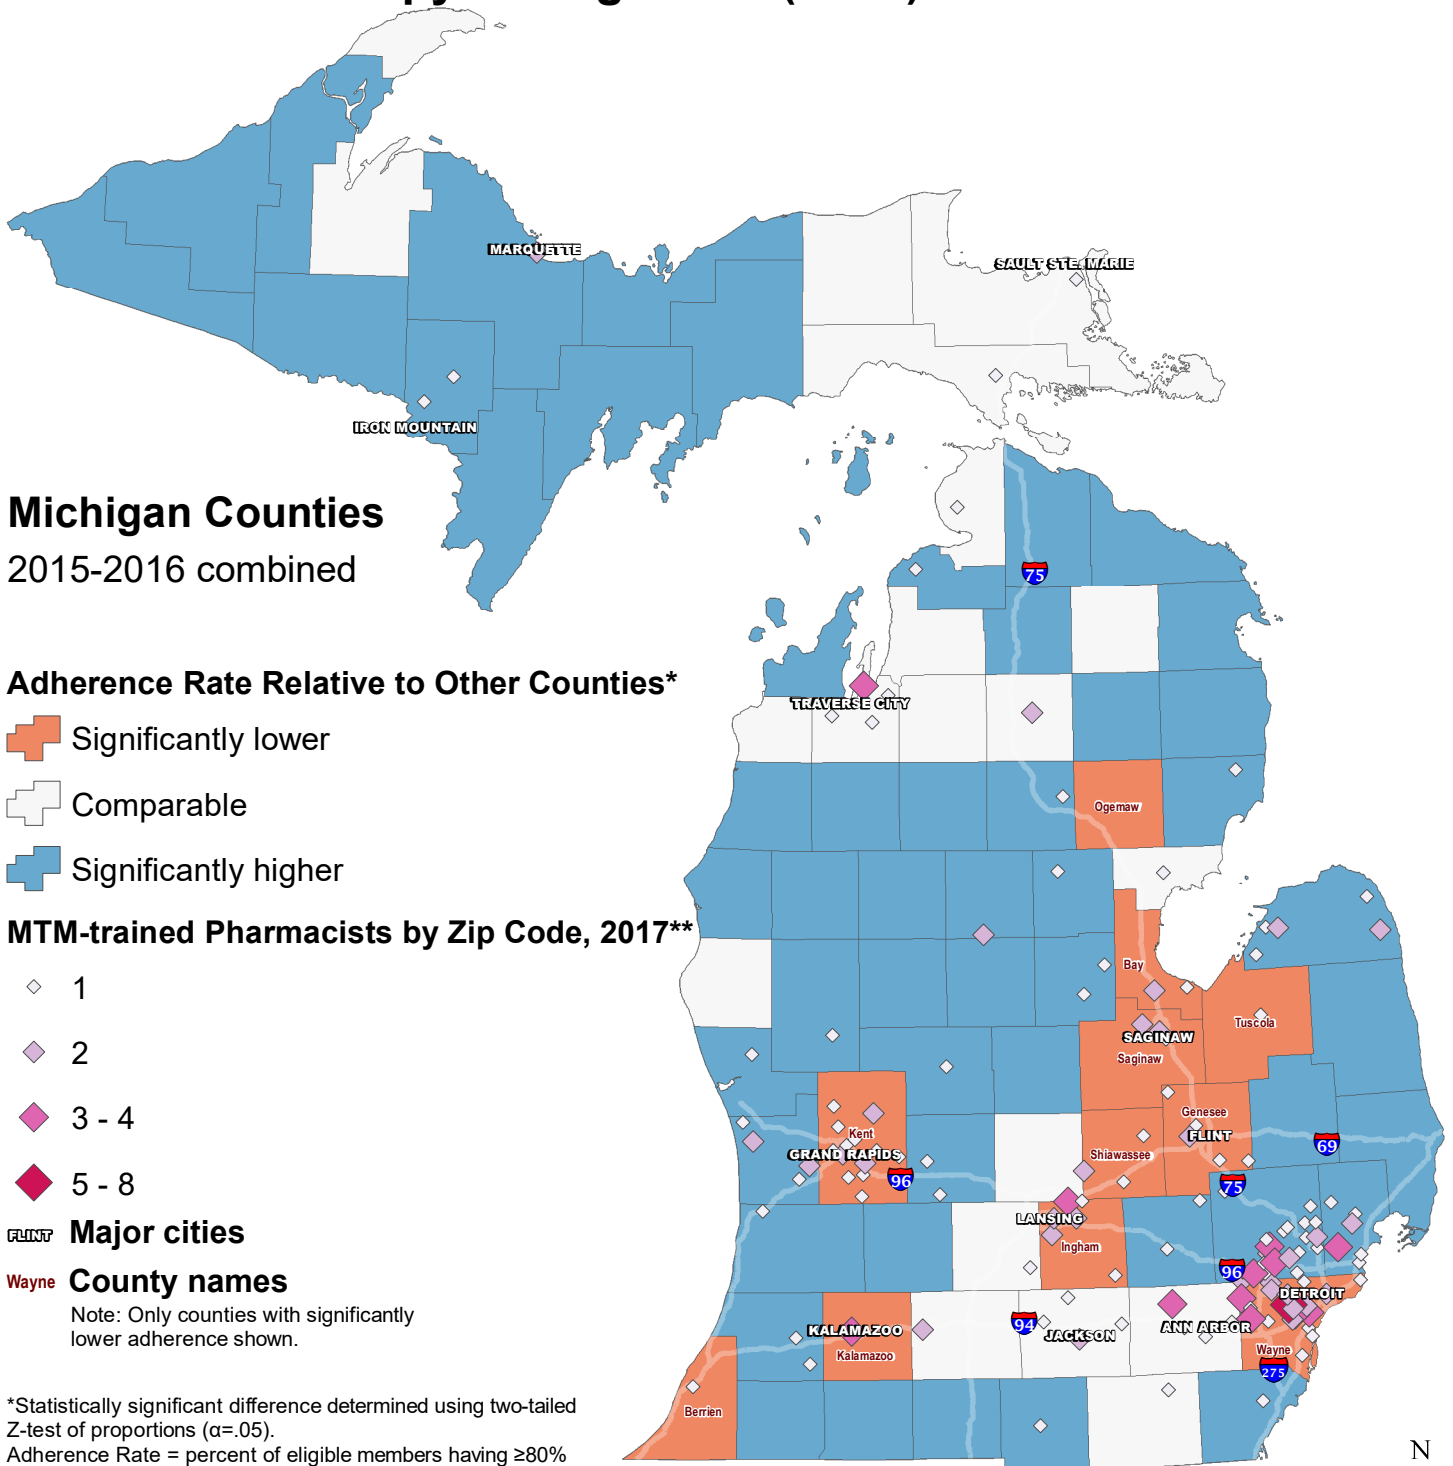 MARQUETTE
SAULT STE. MARIE
IRON MOUNTAIN
Michigan Counties
2015-2016 combined
75
Adherence Rate Relative to Other Counties*
Significantly lower
Comparable
Significantly higher
TRAVERSE CITY
Ogemaw
MTM-trained Pharmacists by Zip Code, 2017**
1
2
3 - 4
5 - 8
FLINT Major cities
Wayne County names
Note: Only counties with significantly
lower adherence shown.
Bay
Tuscola
SAGINAW
Saginaw
Genesee
FLINT
Kent
GRAND RAPIDS
96
Shiawassee
69
75
LANSING
Ingham
96
DETROIT
KALAMAZOO
Kalamazoo
94
JACKSON
ANN ARBOR
Wayne
275
Berrien
*Statistically significant difference determined using two-tailed
Z-test of proportions (α=.05).
Adherence Rate = percent of eligible members having ≥80%
N